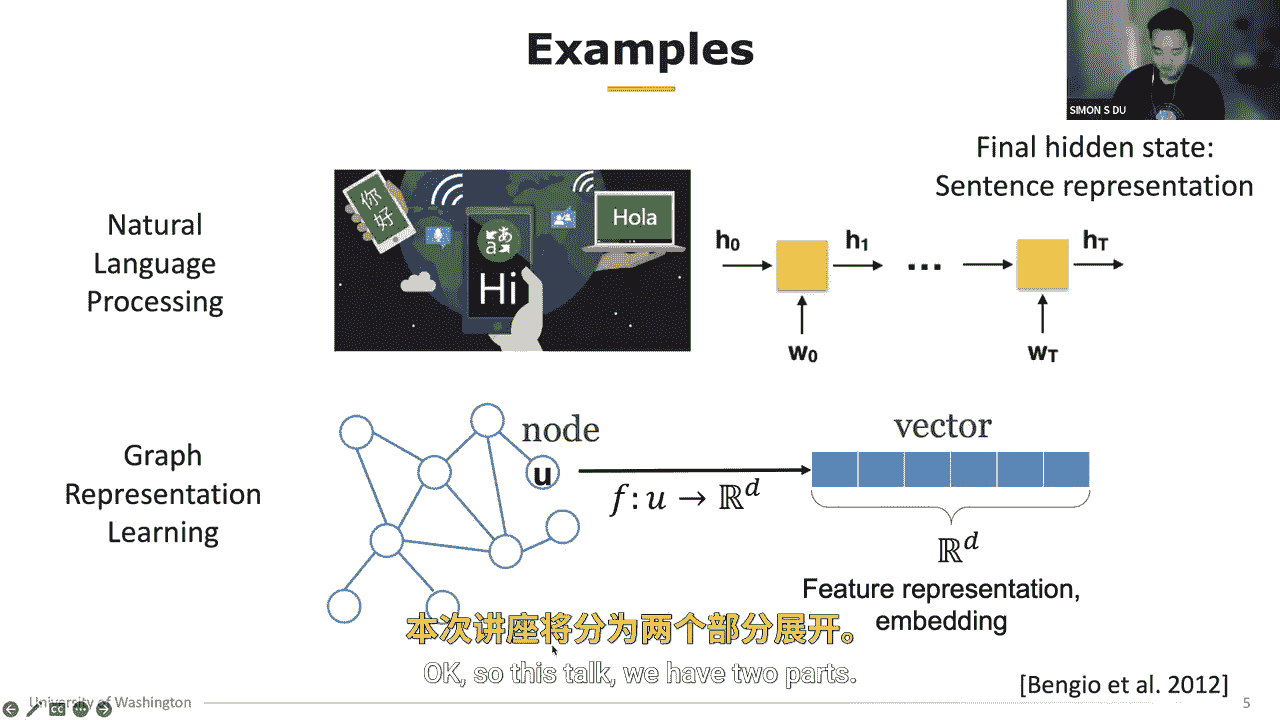 Examples
SIMON S DU
Final hidden state:
Sentence representation
Natural
Language
Processing
你
好
あ
a
Hi
Hola
h₀
h₁
...
h_T
w₀
w_T
Graph
Representation
Learning
node
u
f: u → ℝᵈ
vector
ℝᵈ
Feature representation,
embedding
本次讲座将分为两个部分展开。
OK, so this talk, we have two parts.
[Bengio et al. 2012]
University of Washington
5